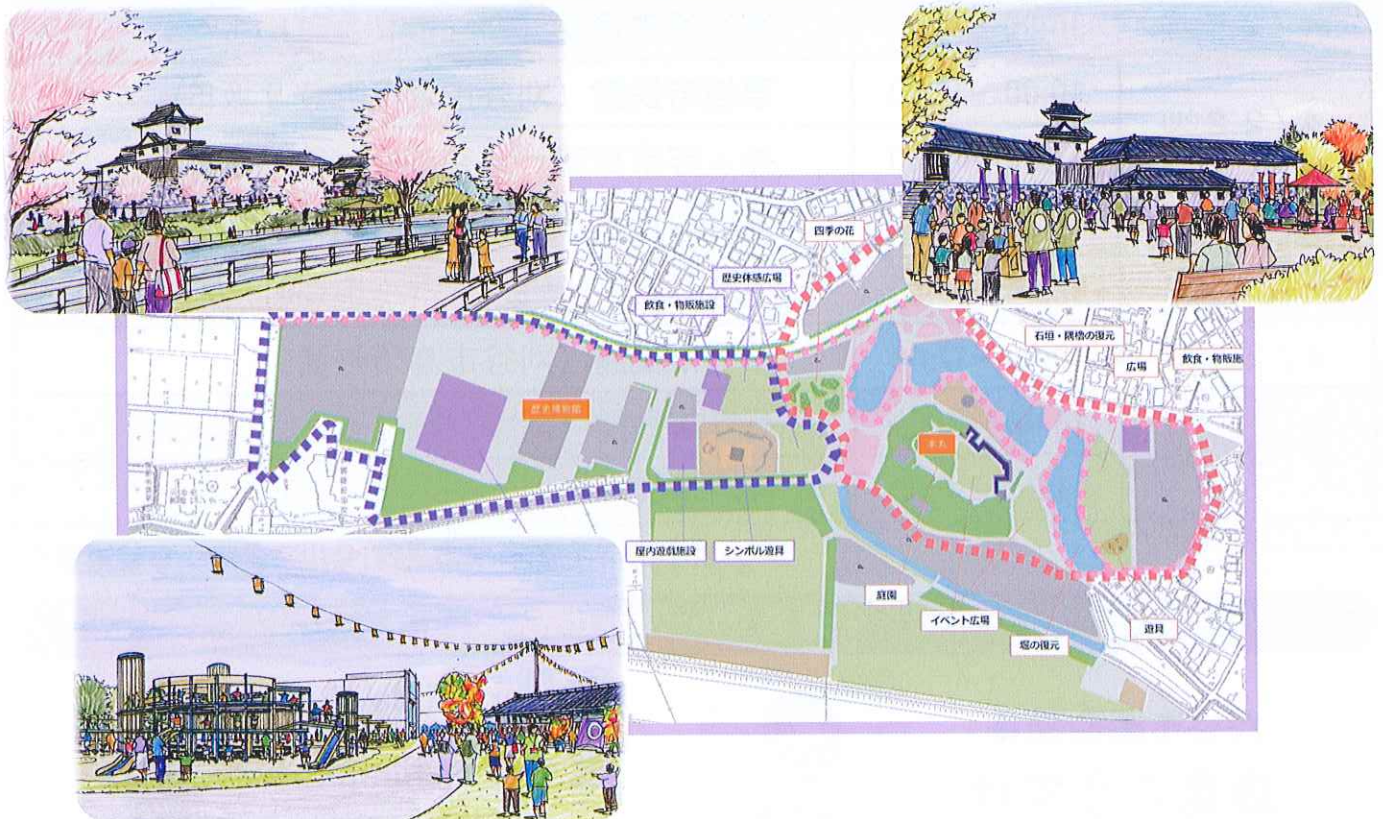 四季の花
歴史体感広場
飲食・物販施設
石垣・隅櫓の復元
広場
飲食・物販施
歴史博物館
本丸
屋内遊戯施設
シンボル遊具
庭園
イベント広場
堀の復元
遊具